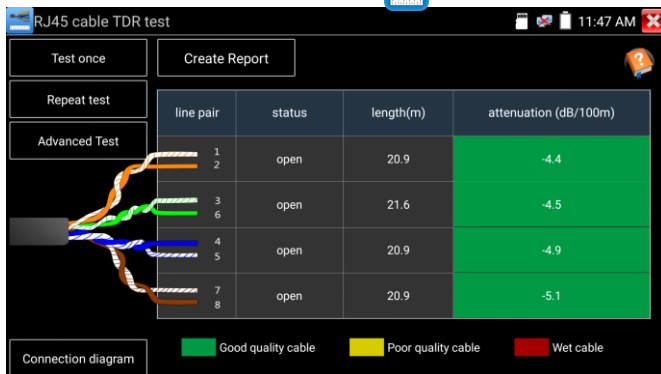 RJ45 cable TDR test
11:47 AM
Test once
Create Report
Repeat test
Advanced Test
line pair status length(m) attenuation (dB/100m)
1
2
open 20.9 -4.4
3
6
open 21.6 -4.5
4
5
open 20.9 -4.9
7
8
open 20.9 -5.1
Good quality cable Poor quality cable Wet cable
Connection diagram